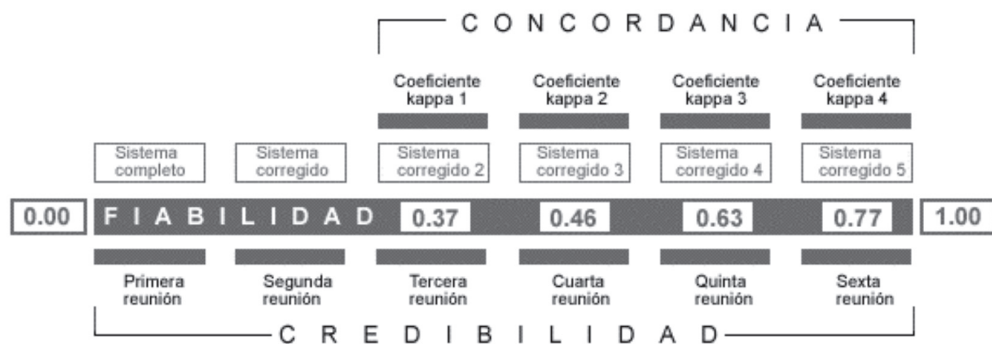 CONCORDANCIA
Coeficiente
kappa 1
Coeficiente
kappa 2
Coeficiente
kappa 3
Coeficiente
kappa 4
Sistema
completo
Sistema
corregido
Sistema
corregido 2
Sistema
corregido 3
Sistema
corregido 4
Sistema
corregido 5
0.00
FIABILIDAD
0.37
0.46
0.63
0.77
1.00
Primera
reunión
Segunda
reunión
Tercera
reunión
Cuarta
reunión
Quinta
reunión
Sexta
reunión
CREDIBILIDAD